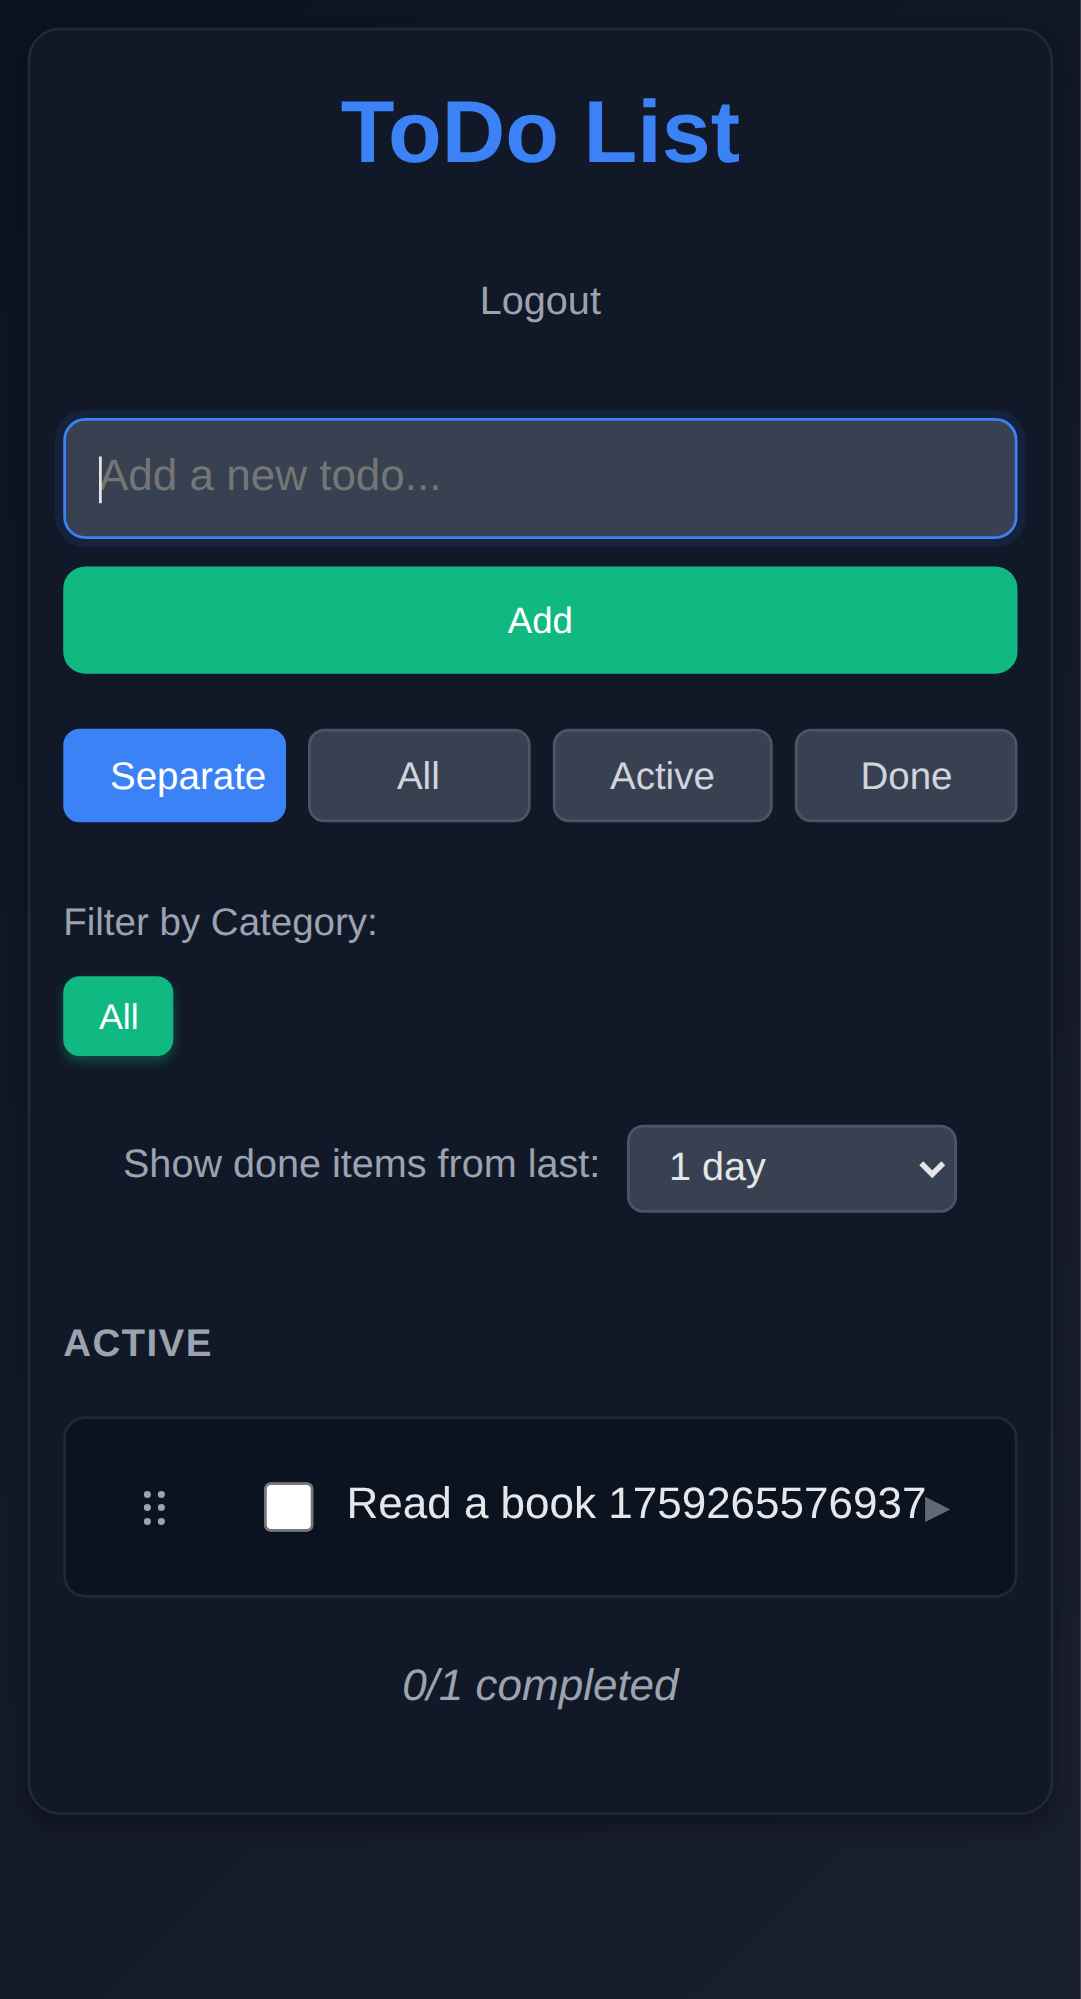 ToDo List
Logout
Add a new todo...
Add
Separate All Active Done
Filter by Category:
All
Show done items from last: 1 day
ACTIVE
Read a book 1759265576937
0/1 completed